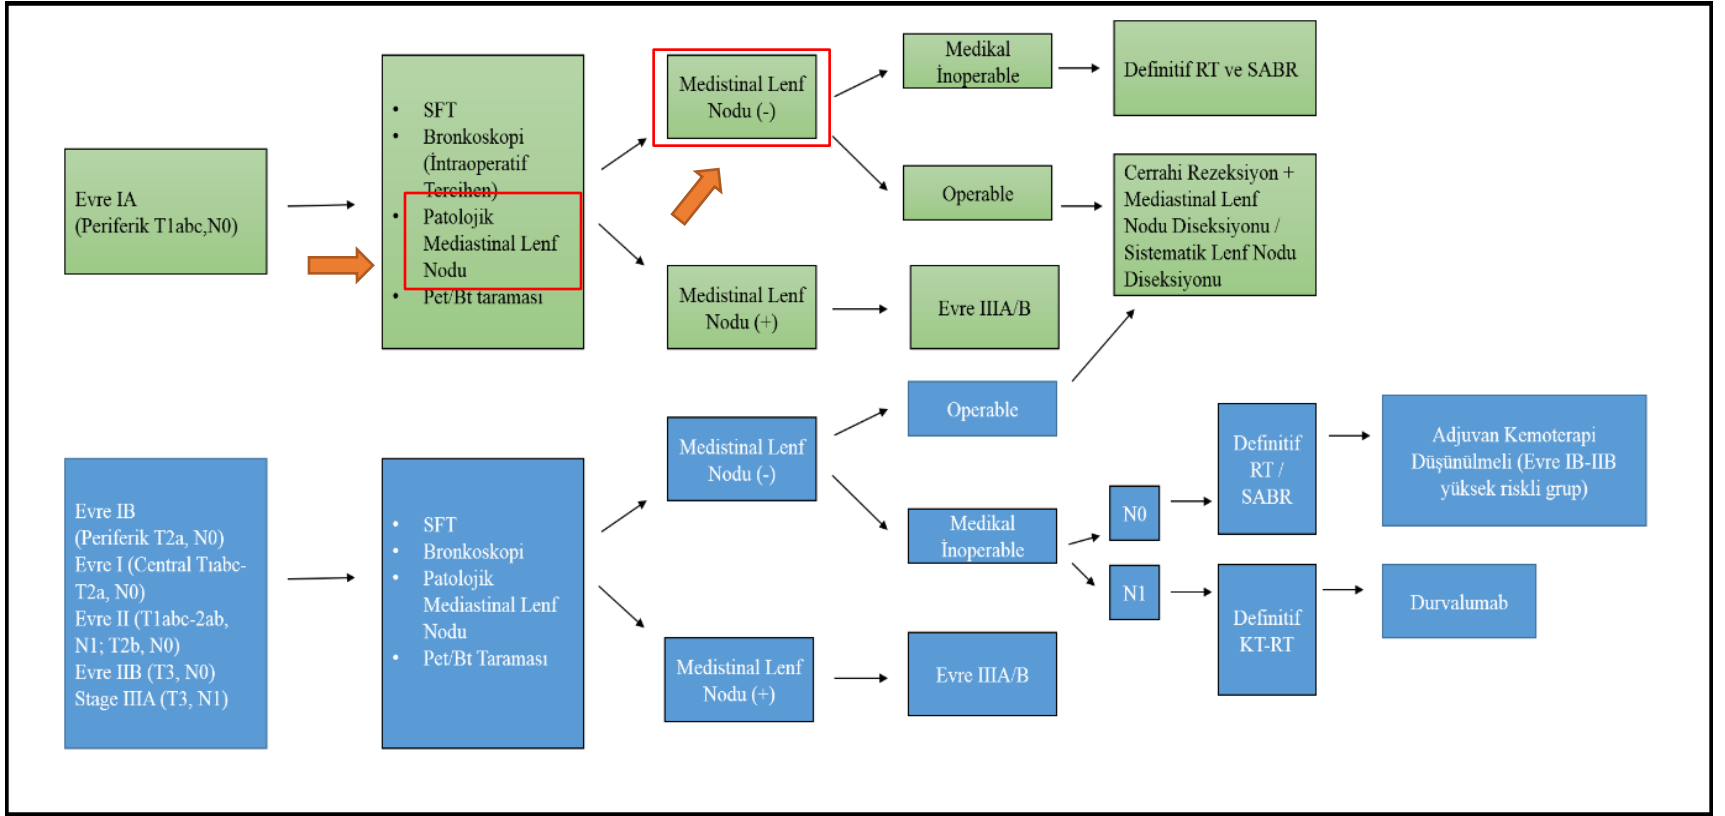 Evre IA
(Periferik T1abc,N0)
• SFT
• Bronkoskopi
(İntraoperatif
Tercihen)
• Patolojik
Mediastinal Lenf
Nodu
• Pet/Bt taraması
Medistinal Lenf
Nodu (-)
Medistinal Lenf
Nodu (+)
Medikal
İnoperable
Operable
Evre IIIA/B
Definitif RT ve SABR
Cerrahi Rezeksiyon +
Mediastinal Lenf
Nodu Diseksiyonu /
Sistematik Lenf Nodu
Diseksiyonu
Evre IB
(Periferik T2a, N0)
Evre I (Central Tıabc-
T2a, N0)
Evre II (T1abc-2ab,
N1; T2b, N0)
Evre IIB (T3, N0)
Stage IIIA (T3, N1)
• SFT
• Bronkoskopi
• Patolojik
Mediastinal Lenf
Nodu
• Pet/Bt Taraması
Medistinal Lenf
Nodu (-)
Medistinal Lenf
Nodu (+)
Operable
Medikal
İnoperable
Evre IIIA/B
N0
N1
Definitif
RT /
SABR
Definitif
KT-RT
Adjuvan Kemoterapi
Düşünülmeli (Evre IB-IIB
yüksek riskli grup)
Durvalumab